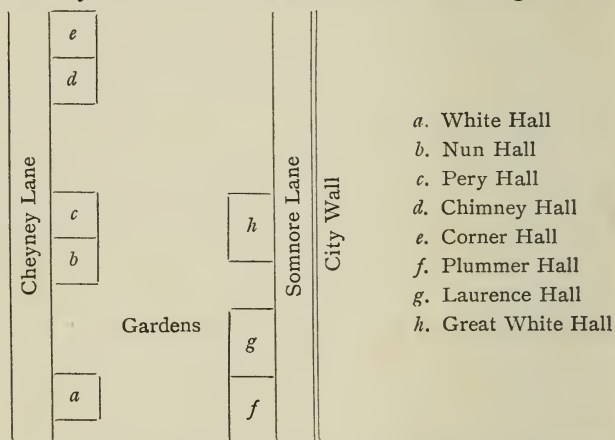 e
d
c
b
a
h
g
f
Cheyney Lane
Gardens
Somnore Lane
City Wall
a. White Hall
b. Nun Hall
c. Pery Hall
d. Chimney Hall
e. Corner Hall
f. Plummer Hall
g. Laurence Hall
h. Great White Hall